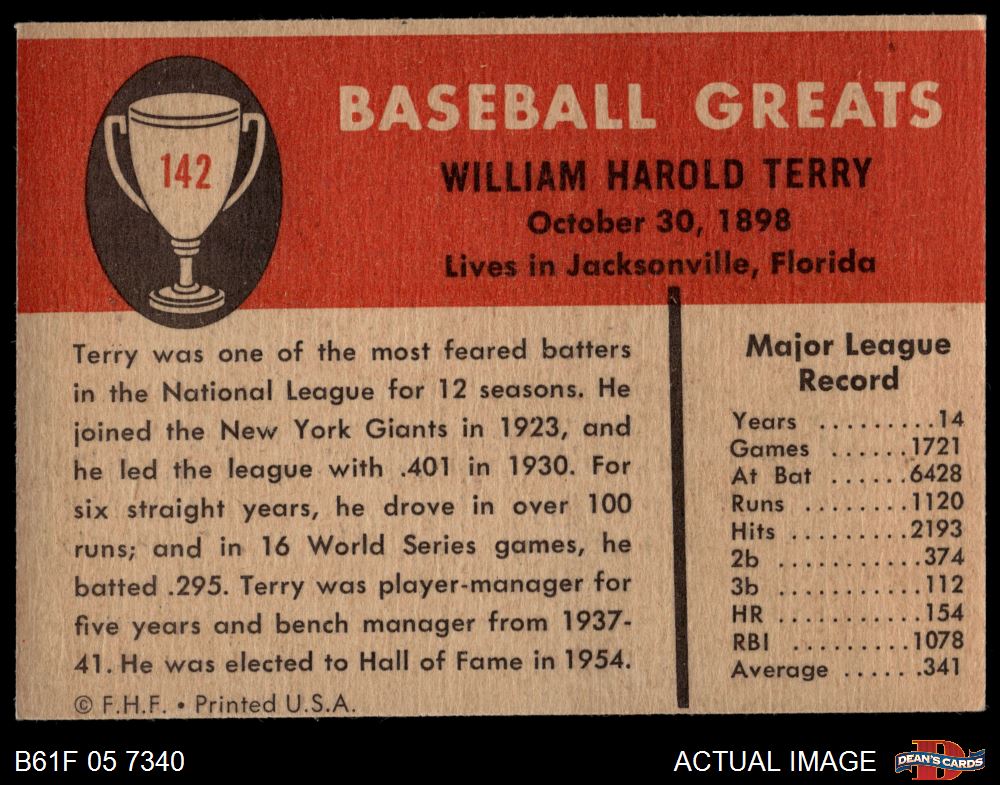 142
BASEBALL GREATS
WILLIAM HAROLD TERRY
October 30, 1898
Lives in Jacksonville, Florida
Terry was one of the most feared batters
in the National League for 12 seasons. He
joined the New York Giants in 1923, and
he led the league with .401 in 1930. For
six straight years, he drove in over 100
runs; and in 16 World Series games, he
batted .295. Terry was player-manager for
five years and bench manager from 1937-
41. He was elected to Hall of Fame in 1954.
© F.H.F. • Printed U.S.A.
Major League
Record
Years .........14
Games ......1721
At Bat ......6428
Runs ........1120
Hits .........2193
2b ..........374
3b ..........112
HR ..........154
RBI .........1078
Average ......341
B61F 05 7340
ACTUAL IMAGE
D
DEAN'S CARDS